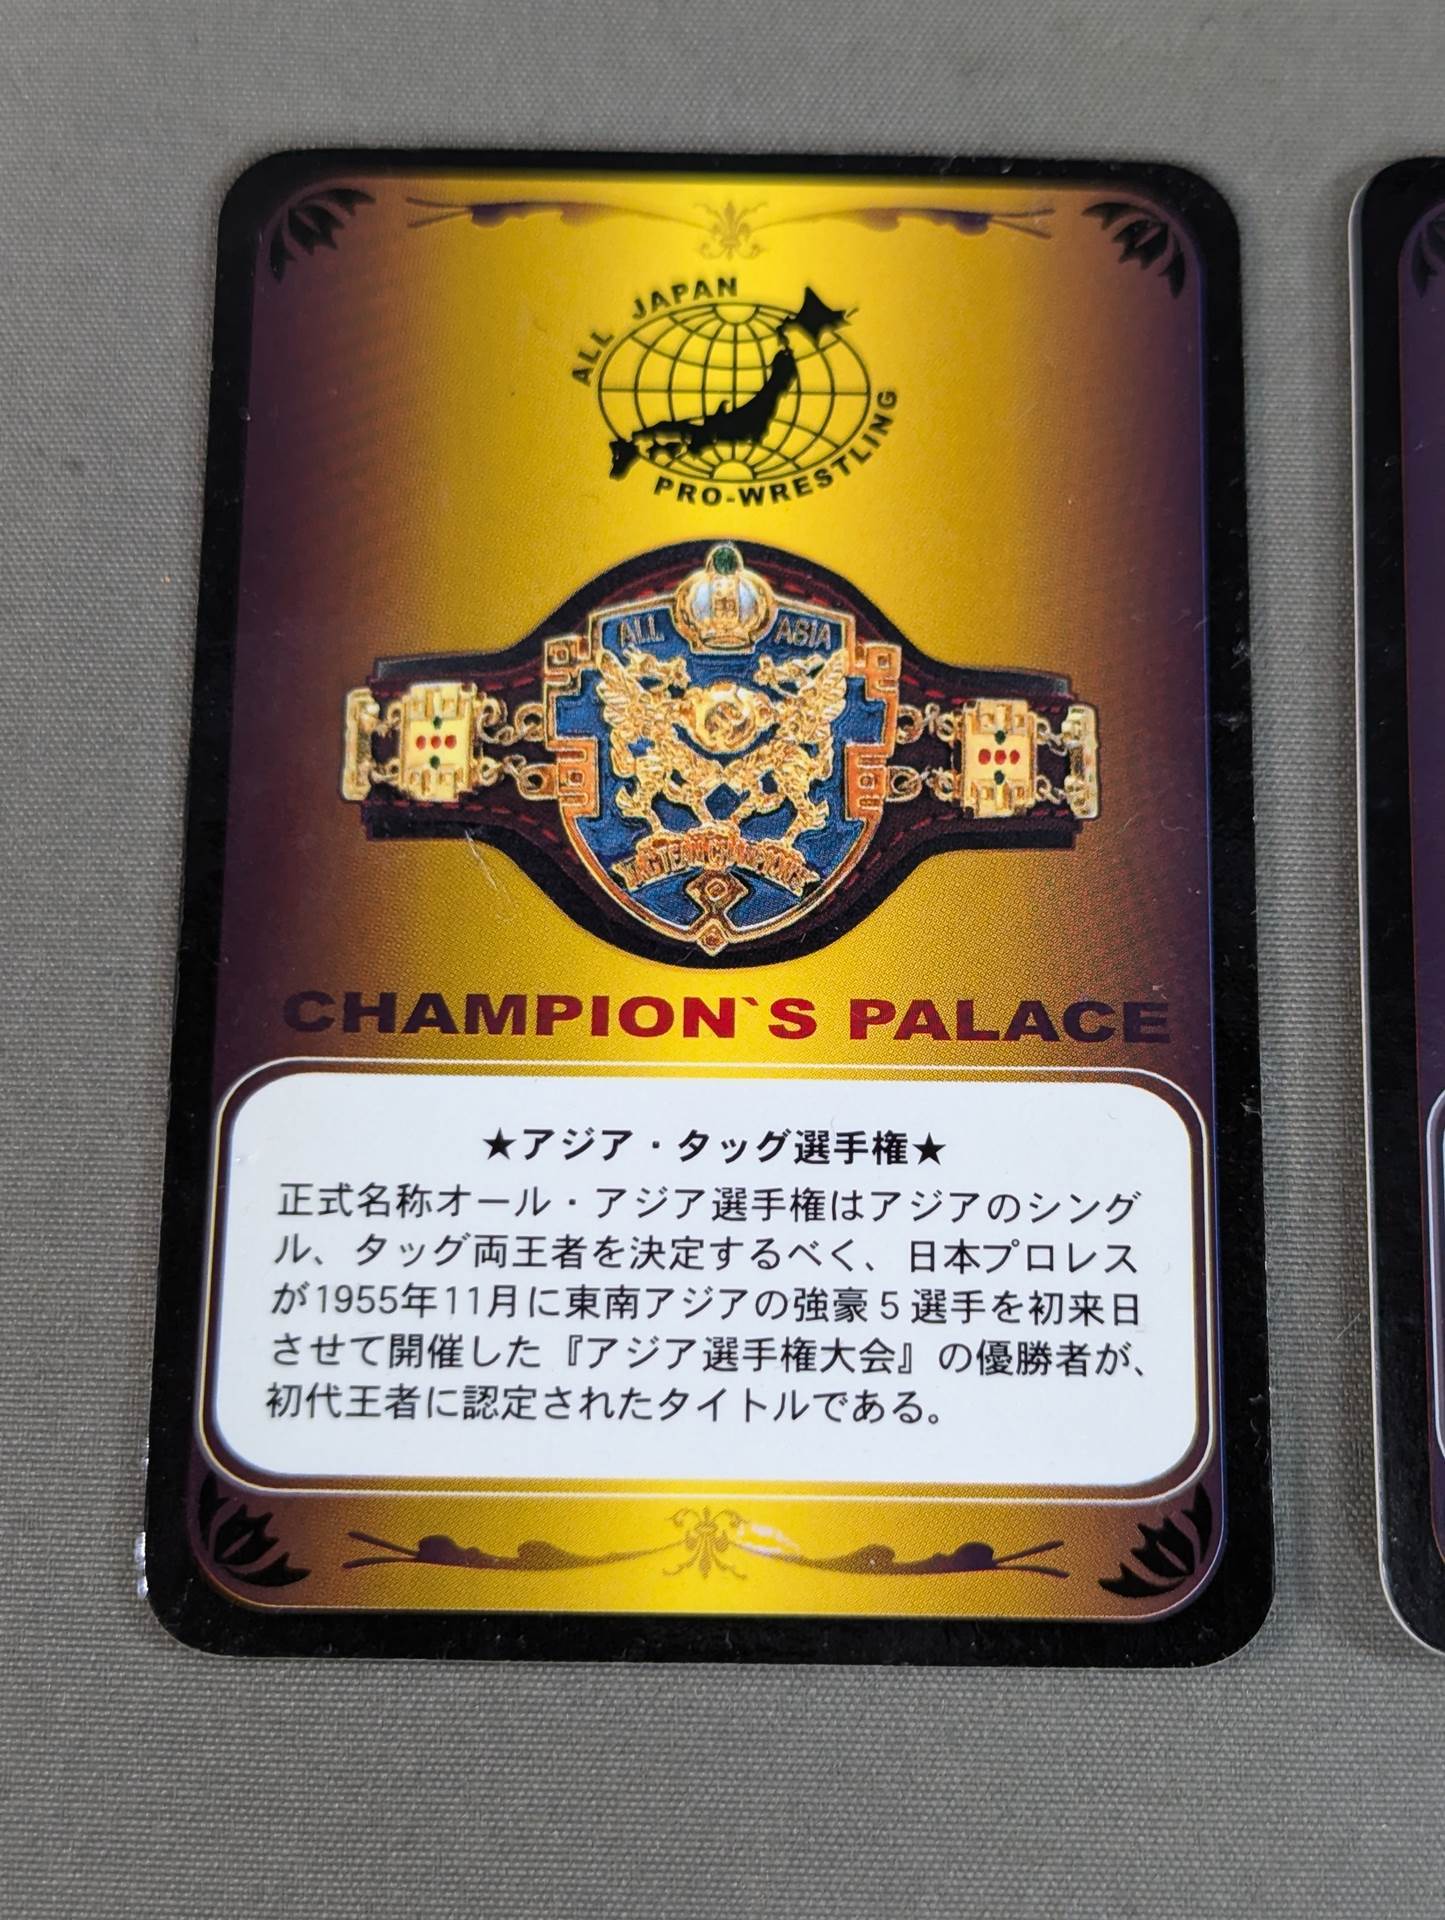 ALL JAPAN
PRO-WRESTLING
ALL ASIA
TAG TEAM CHAMPIONS
CHAMPION`S PALACE
★アジア・タッグ選手権★
正式名称オール・アジア選手権はアジアのシング
ル、タッグ両王者を決定するべく、日本プロレス
が1955年11月に東南アジアの強豪５選手を初来日
させて開催した『アジア選手権大会』の優勝者が、
初代王者に認定されたタイトルである。